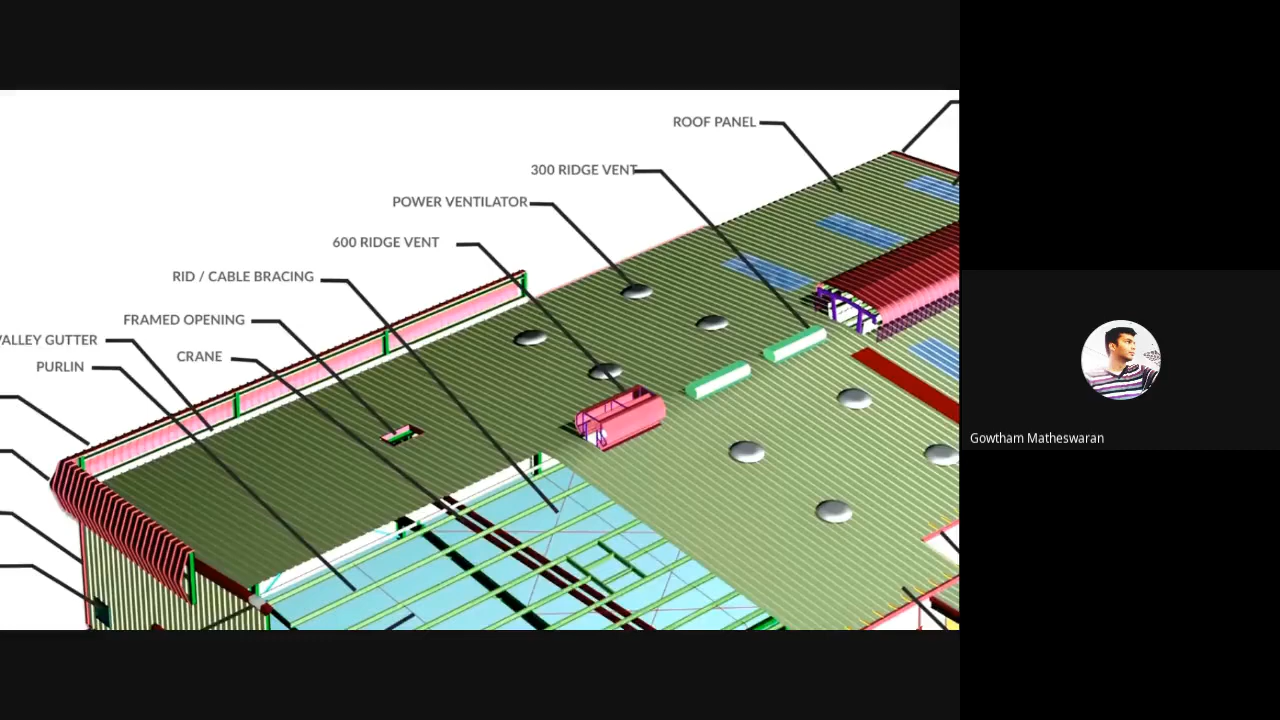 ROOF PANEL
300 RIDGE VENT
POWER VENTILATOR
600 RIDGE VENT
RID / CABLE BRACING
FRAMED OPENING
VALLEY GUTTER
CRANE
PURLIN
Gowtham Matheswaran